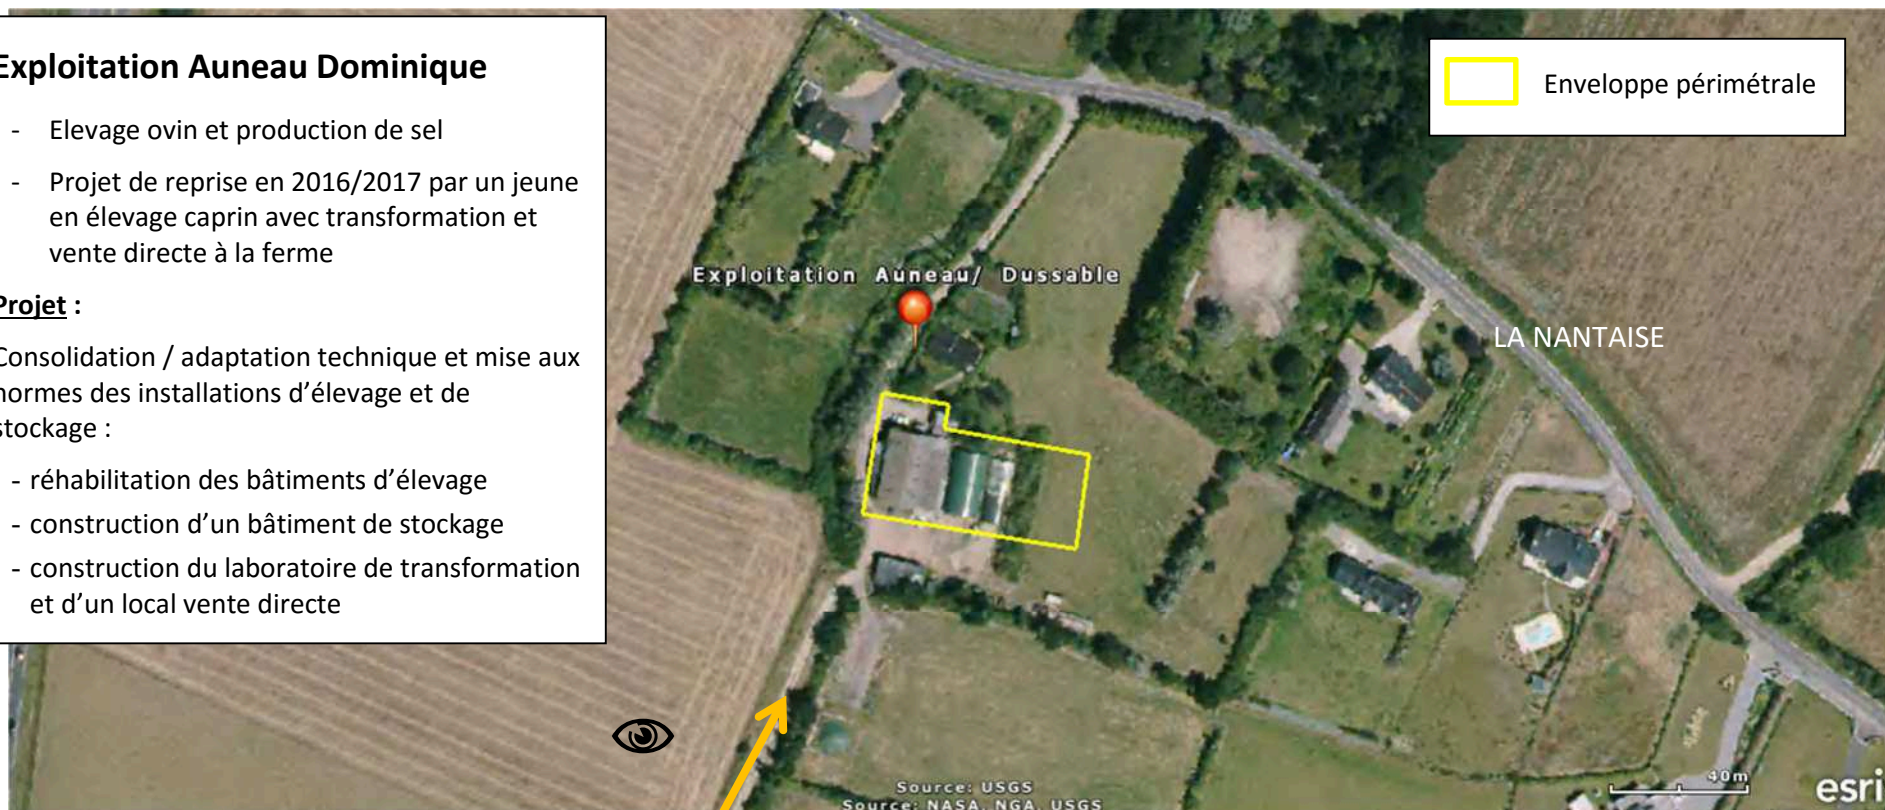 Exploitation Auneau Dominique
- Elevage ovin et production de sel
- Projet de reprise en 2016/2017 par un jeune
en élevage caprin avec transformation et
vente directe à la ferme
Projet :
Consolidation / adaptation technique et mise aux
normes des installations d’élevage et de
stockage :
- réhabilitation des bâtiments d’élevage
- construction d’un bâtiment de stockage
- construction du laboratoire de transformation
et d’un local vente directe
Enveloppe périmétrale
Exploitation Auneau/ Dussable
LA NANTAISE
Source: USGS
Source: NASA, NGA, USGS
40m
esri